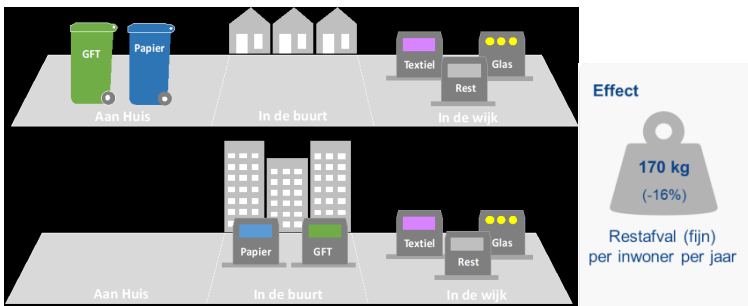 GFT
Papier
Textiel
Glas
Rest
Aan Huis
In de buurt
In de wijk
Papier
GFT
Textiel
Glas
Rest
Aan Huis
In de buurt
In de wijk
Effect
170 kg
(-16%)
Restafval (fijn)
per inwoner per jaar